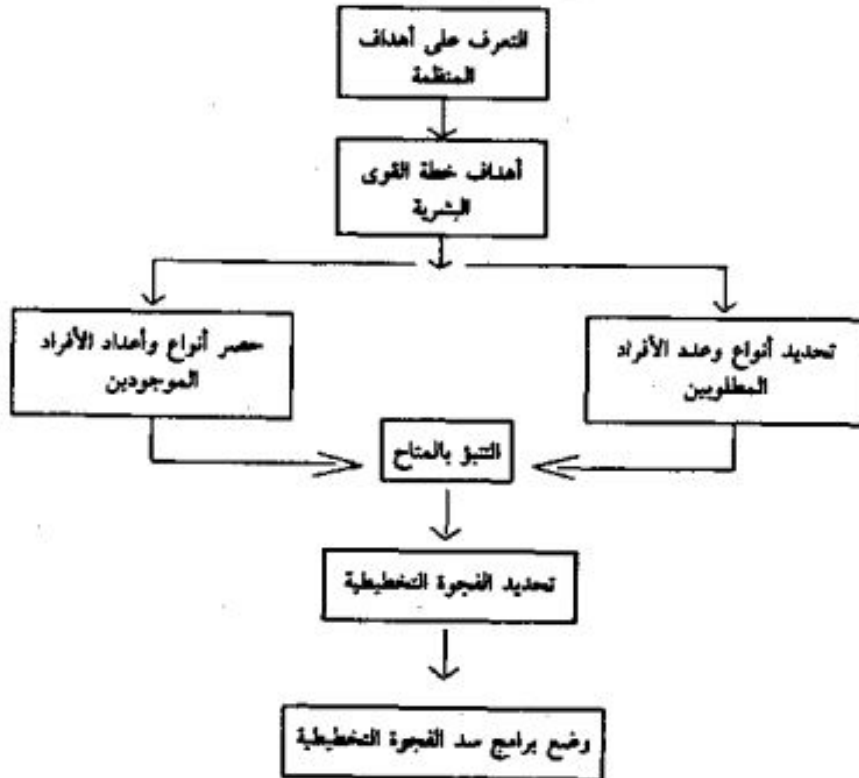 التعرف على أهداف
المنظمة
أهداف خطة القوى
البشرية
تحديد أنواع وعدد الأفراد
المطلوبين
حصر أنواع وأعداد الأفراد
الموجودين
التنبؤ بالمتاح
تحديد الفجوة التخطيطية
وضع برامج سد الفجوة التخطيطية